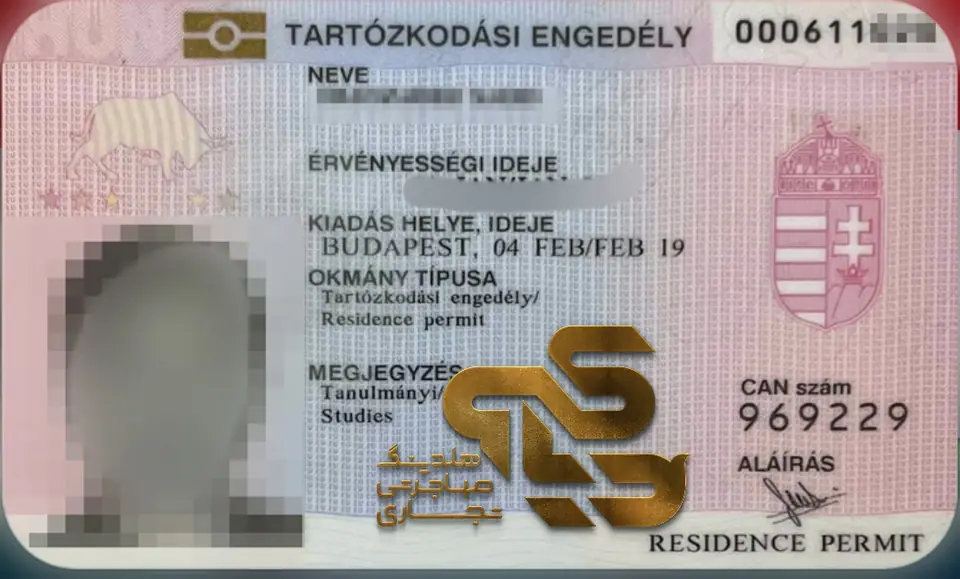 TARTÓZKODÁSI ENGEDÉLY
000611
NEVE
ÉRVÉNYESSÉGI IDEJE
KIADÁS HELYE, IDEJE
BUDAPEST, 04 FEB/FEB 19
OKMÁNY TÍPUSA
Tartózkodási engedély/
Residence permit
MEGJEGYZÉS
Tanulmányi/
Studies
هلدینگ
مهاجرتی
تجاری
CAN szám
969229
ALÁÍRÁS
RESIDENCE PERMIT